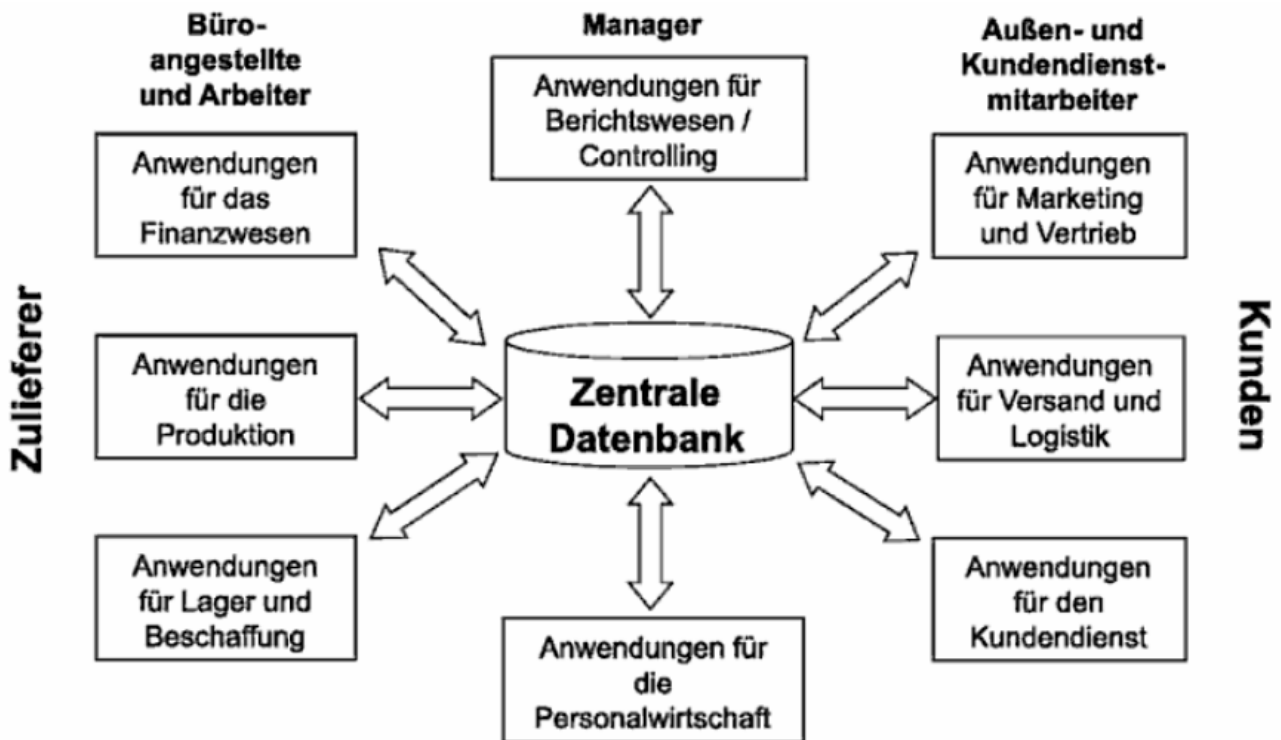 Büro-
angestellte
und Arbeiter
Manager
Außen- und
Kundendienst-
mitarbeiter
Anwendungen
für das
Finanzwesen
Anwendungen für
Berichtswesen /
Controlling
Anwendungen
für Marketing
und Vertrieb
Zulieferer
Anwendungen
für die
Produktion
Zentrale
Datenbank
Anwendungen
für Versand und
Logistik
Kunden
Anwendungen
für Lager und
Beschaffung
Anwendungen für
die
Personalwirtschaft
Anwendungen
für den
Kundendienst